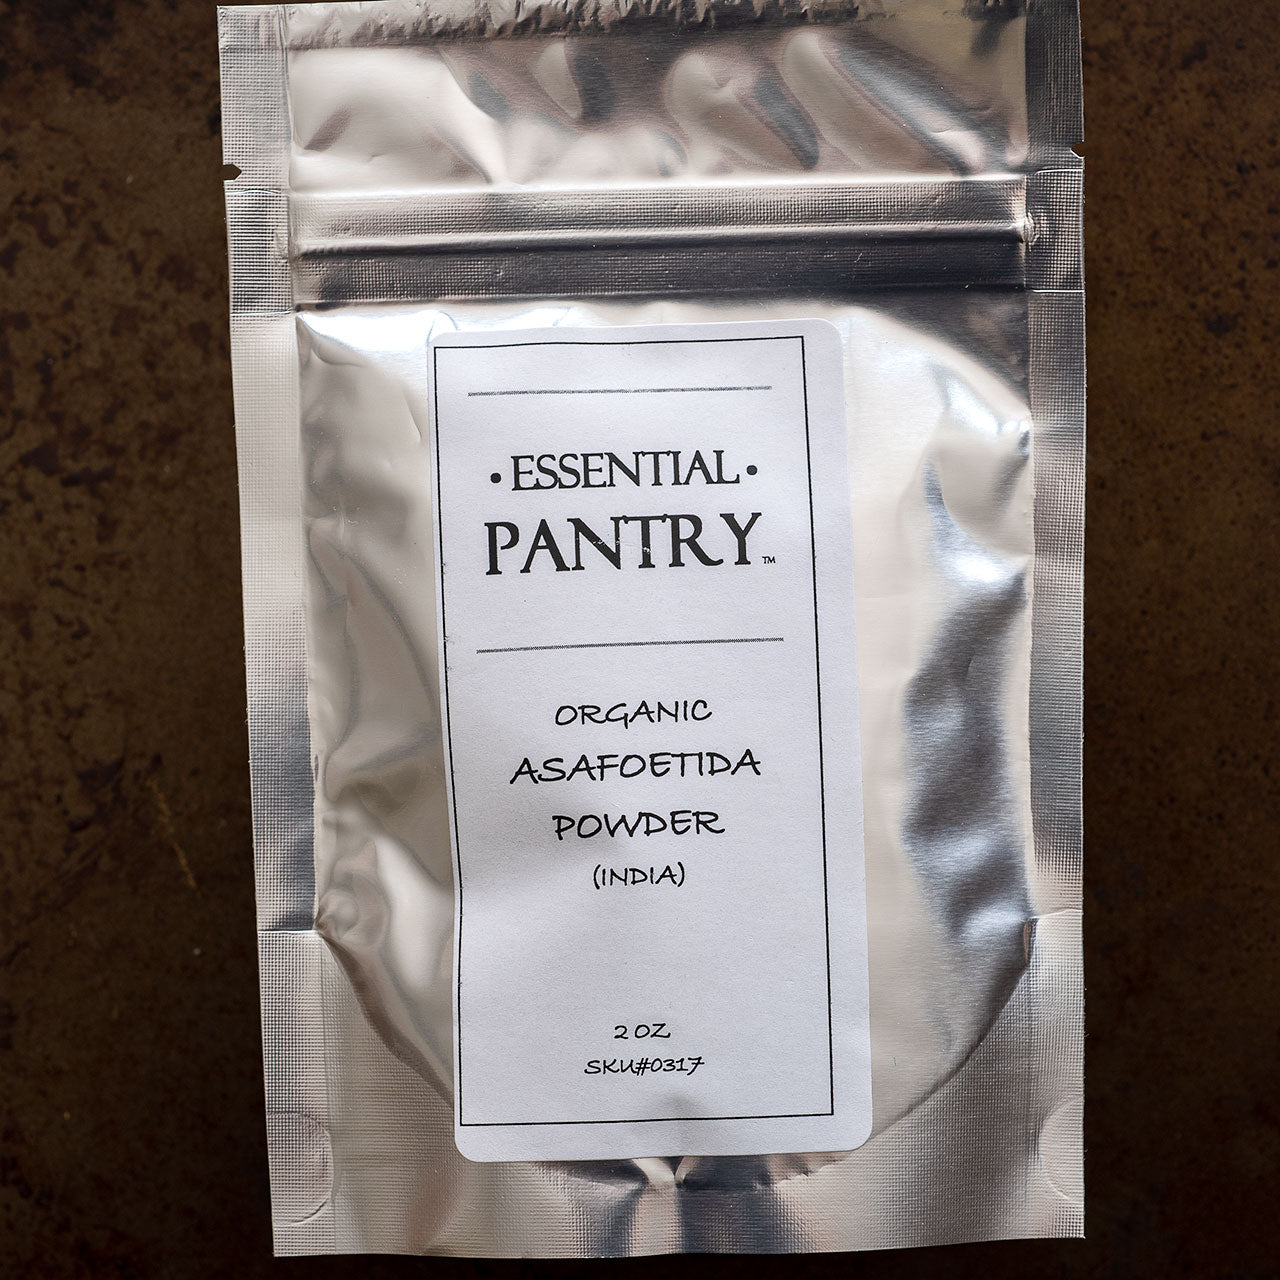 • ESSENTIAL •
PANTRY™
ORGANIC
ASAFOETIDA
POWDER
(INDIA)
2 OZ
SKU#0317